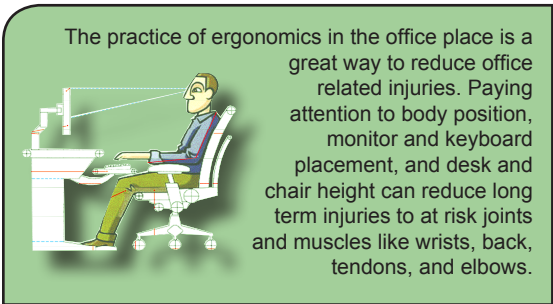 The practice of ergonomics in the office place is a
great way to reduce office
related injuries. Paying
attention to body position,
monitor and keyboard
placement, and desk and
chair height can reduce long
term injuries to at risk joints
and muscles like wrists, back,
tendons, and elbows.